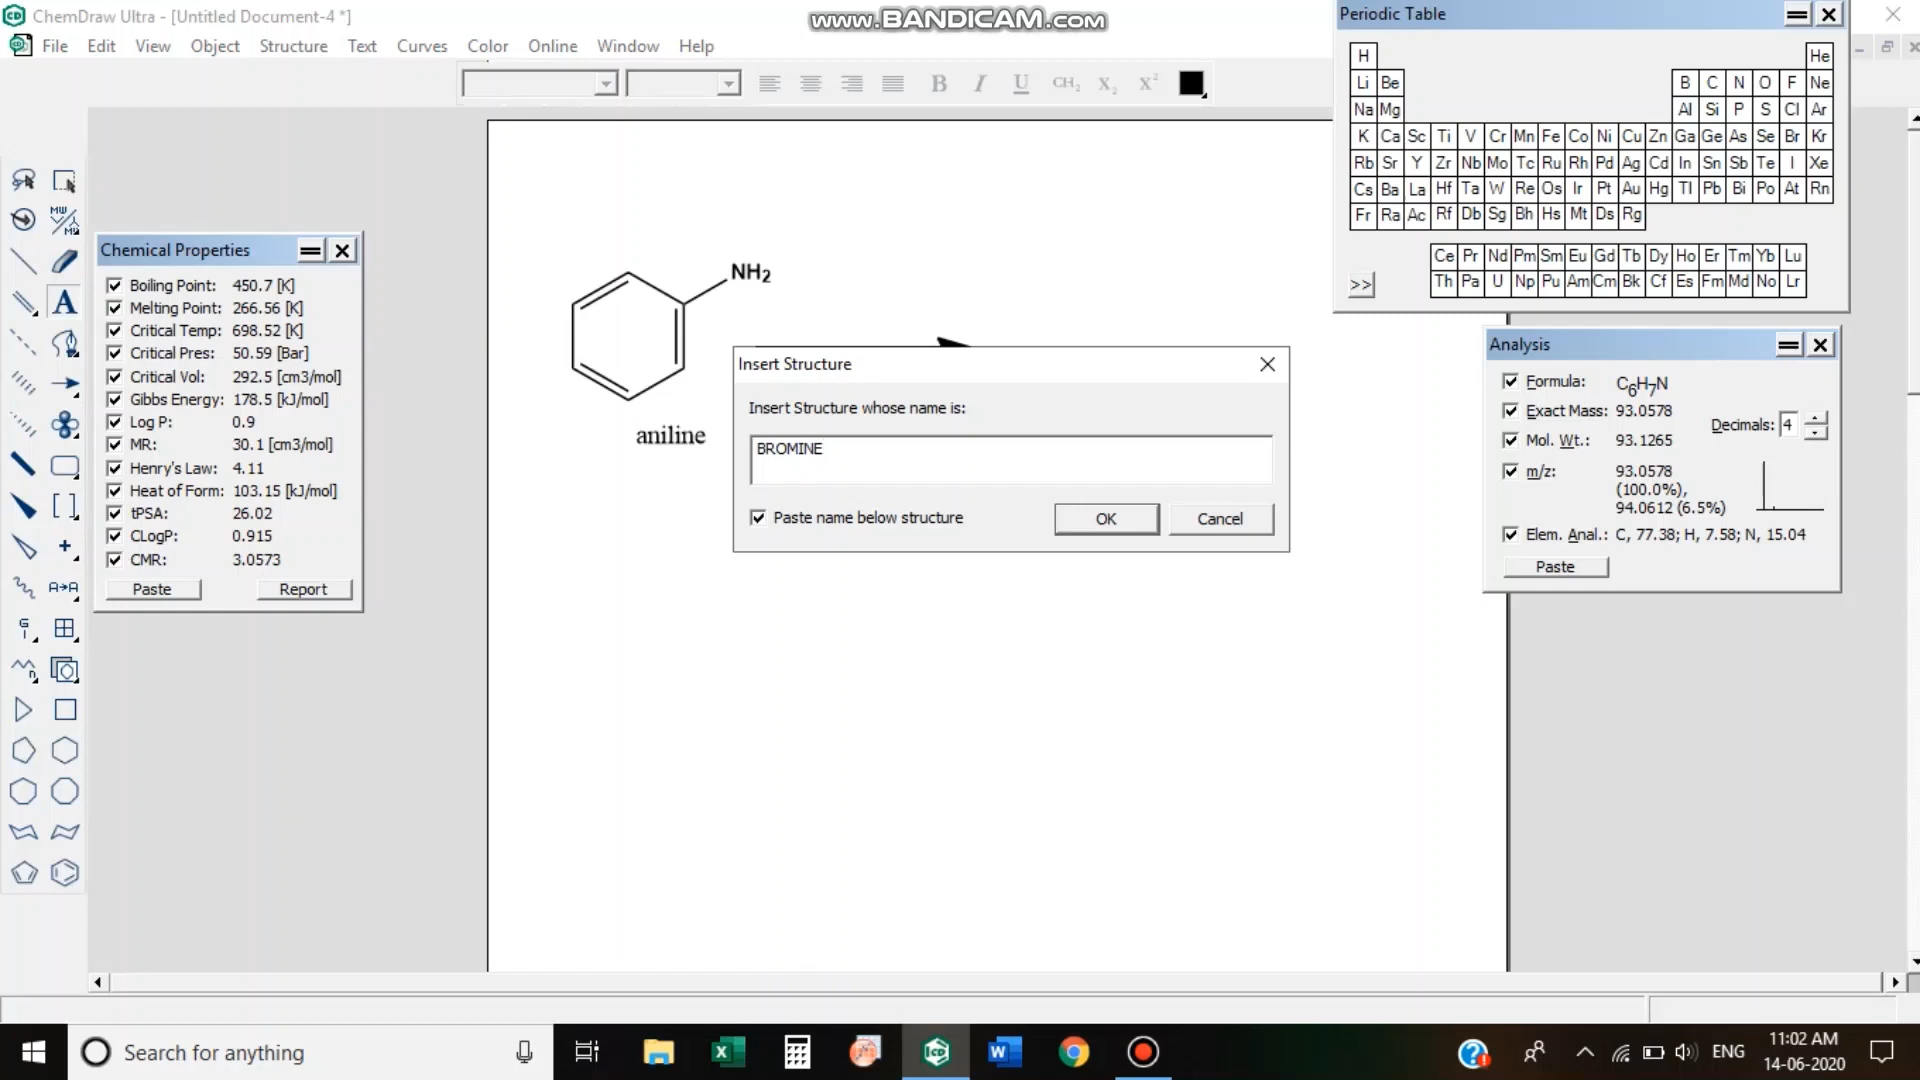 ChemDraw Ultra - [Untitled Document-4 *]
www.BANDICAM.com
File Edit View Object Structure Text Curves Color Online Window Help
B I U CH2 X2 X2
Periodic Table
H He
Li Be B C N O F Ne
Na Mg Al Si P S Cl Ar
K Ca Sc Ti V Cr Mn Fe Co Ni Cu Zn Ga Ge As Se Br Kr
Rb Sr Y Zr Nb Mo Tc Ru Rh Pd Ag Cd In Sn Sb Te I Xe
Cs Ba La Hf Ta W Re Os Ir Pt Au Hg Tl Pb Bi Po At Rn
Fr Ra Ac Rf Db Sg Bh Hs Mt Ds Rg
Ce Pr Nd Pm Sm Eu Gd Tb Dy Ho Er Tm Yb Lu
>> Th Pa U Np Pu Am Cm Bk Cf Es Fm Md No Lr
MW
A
A→A
Chemical Properties
Boiling Point: 450.7 [K]
Melting Point: 266.56 [K]
Critical Temp: 698.52 [K]
Critical Pres: 50.59 [Bar]
Critical Vol: 292.5 [cm3/mol]
Gibbs Energy: 178.5 [kJ/mol]
Log P: 0.9
MR: 30.1 [cm3/mol]
Henry's Law: 4.11
Heat of Form: 103.15 [kJ/mol]
tPSA: 26.02
CLogP: 0.915
CMR: 3.0573
Paste Report
NH2
aniline
Insert Structure
Insert Structure whose name is:
BROMINE
Paste name below structure
OK Cancel
Analysis
Formula: C6H7N
Exact Mass: 93.0578
Decimals: 4
Mol. Wt.: 93.1265
m/z: 93.0578
(100.0%),
94.0612 (6.5%)
Elem. Anal.: C, 77.38; H, 7.58; N, 15.04
Paste
Search for anything
ENG
11:02 AM
14-06-2020